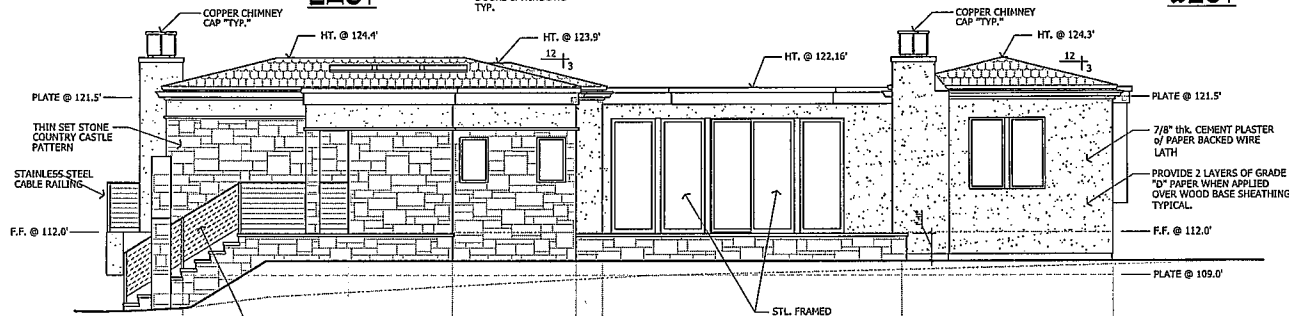 TYP.
COPPER CHIMNEY
CAP "TYP."
HT. @ 124.4'
HT. @ 123.9'
12
3
HT. @ 122.16'
COPPER CHIMNEY
CAP "TYP."
HT. @ 124.3'
12
3
PLATE @ 121.5'
PLATE @ 121.5'
THIN SET STONE
COUNTRY CASTLE
PATTERN
7/8" thk. CEMENT PLASTER
o/ PAPER BACKED WIRE
LATH
STAINLESS STEEL
CABLE RAILING
PROVIDE 2 LAYERS OF GRADE
"D" PAPER WHEN APPLIED
OVER WOOD BASE SHEATHING
TYPICAL.
F.F. @ 112.0'
F.F. @ 112.0'
PLATE @ 109.0'
STL. FRAMED